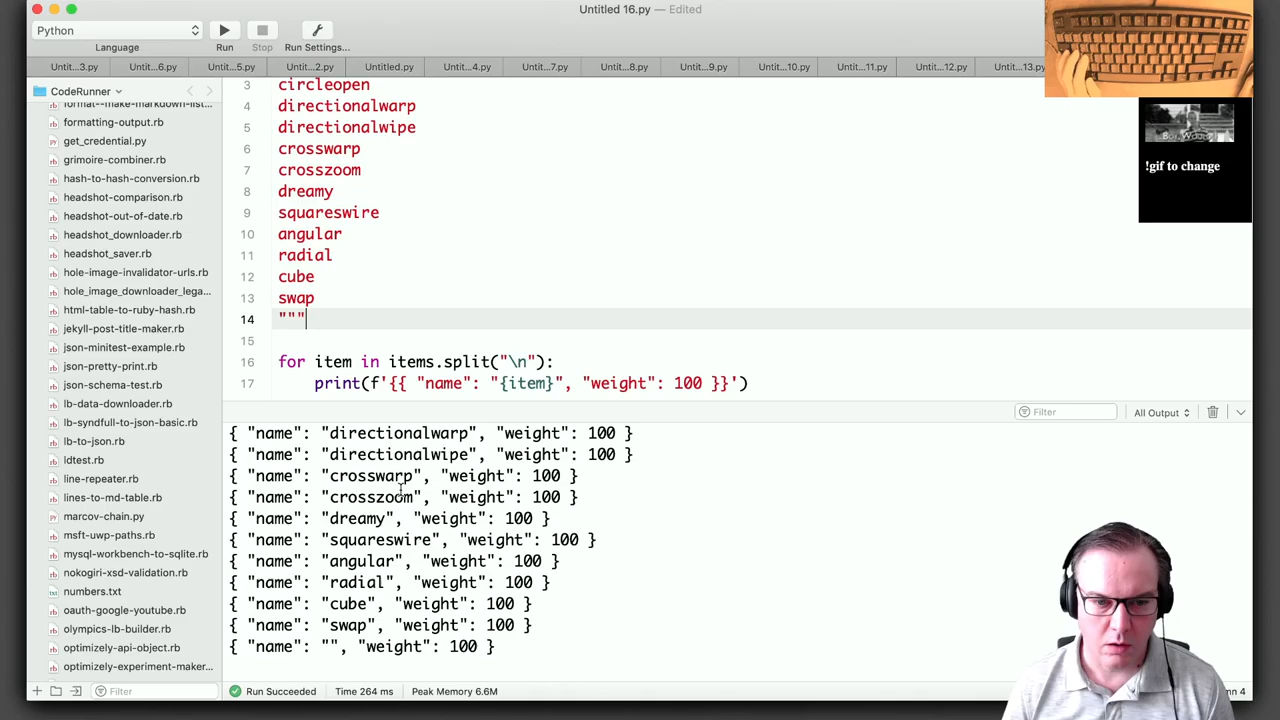 Untitled 16.py — Edited
Python
Language
Run
Stop
Run Settings...
Untit...3.py
Untit...6.py
Untit...5.py
Untit...2.py
Untitled.py
Untit...4.py
Untit...7.py
Untit...8.py
Untit...9.py
Untit...10.py
Untit...11.py
Untit...12.py
Untit...13.py
CodeRunner
format--make-markdown-list...
formatting-output.rb
get_credential.py
grimoire-combiner.rb
hash-to-hash-conversion.rb
headshot-comparison.rb
headshot-out-of-date.rb
headshot_downloader.rb
headshot_saver.rb
hole-image-invalidator-urls.rb
hole_image_downloader_lega...
html-table-to-ruby-hash.rb
jekyll-post-title-maker.rb
json-minitest-example.rb
json-pretty-print.rb
json-schema-test.rb
lb-data-downloader.rb
lb-syndfull-to-json-basic.rb
lb-to-json.rb
ldtest.rb
line-repeater.rb
lines-to-md-table.rb
marcov-chain.py
msft-uwp-paths.rb
mysql-workbench-to-sqlite.rb
nokogiri-xsd-validation.rb
numbers.txt
oauth-google-youtube.rb
olympics-lb-builder.rb
optimizely-api-object.rb
optimizely-experiment-maker...
Filter
3 circleopen
4 directionalwarp
5 directionalwipe
6 crosswarp
7 crosszoom
8 dreamy
9 squareswire
10 angular
11 radial
12 cube
13 swap
14 """
15
16 for item in items.split("\n"):
17 print(f'{{ "name": "{item}", "weight": 100 }}')
Filter
All Output
{ "name": "directionalwarp", "weight": 100 }
{ "name": "directionalwipe", "weight": 100 }
{ "name": "crosswarp", "weight": 100 }
{ "name": "crosszoom", "weight": 100 }
{ "name": "dreamy", "weight": 100 }
{ "name": "squareswire", "weight": 100 }
{ "name": "angular", "weight": 100 }
{ "name": "radial", "weight": 100 }
{ "name": "cube", "weight": 100 }
{ "name": "swap", "weight": 100 }
{ "name": "", "weight": 100 }
Run Succeeded
Time 264 ms
Peak Memory 6.6M
!gif to change